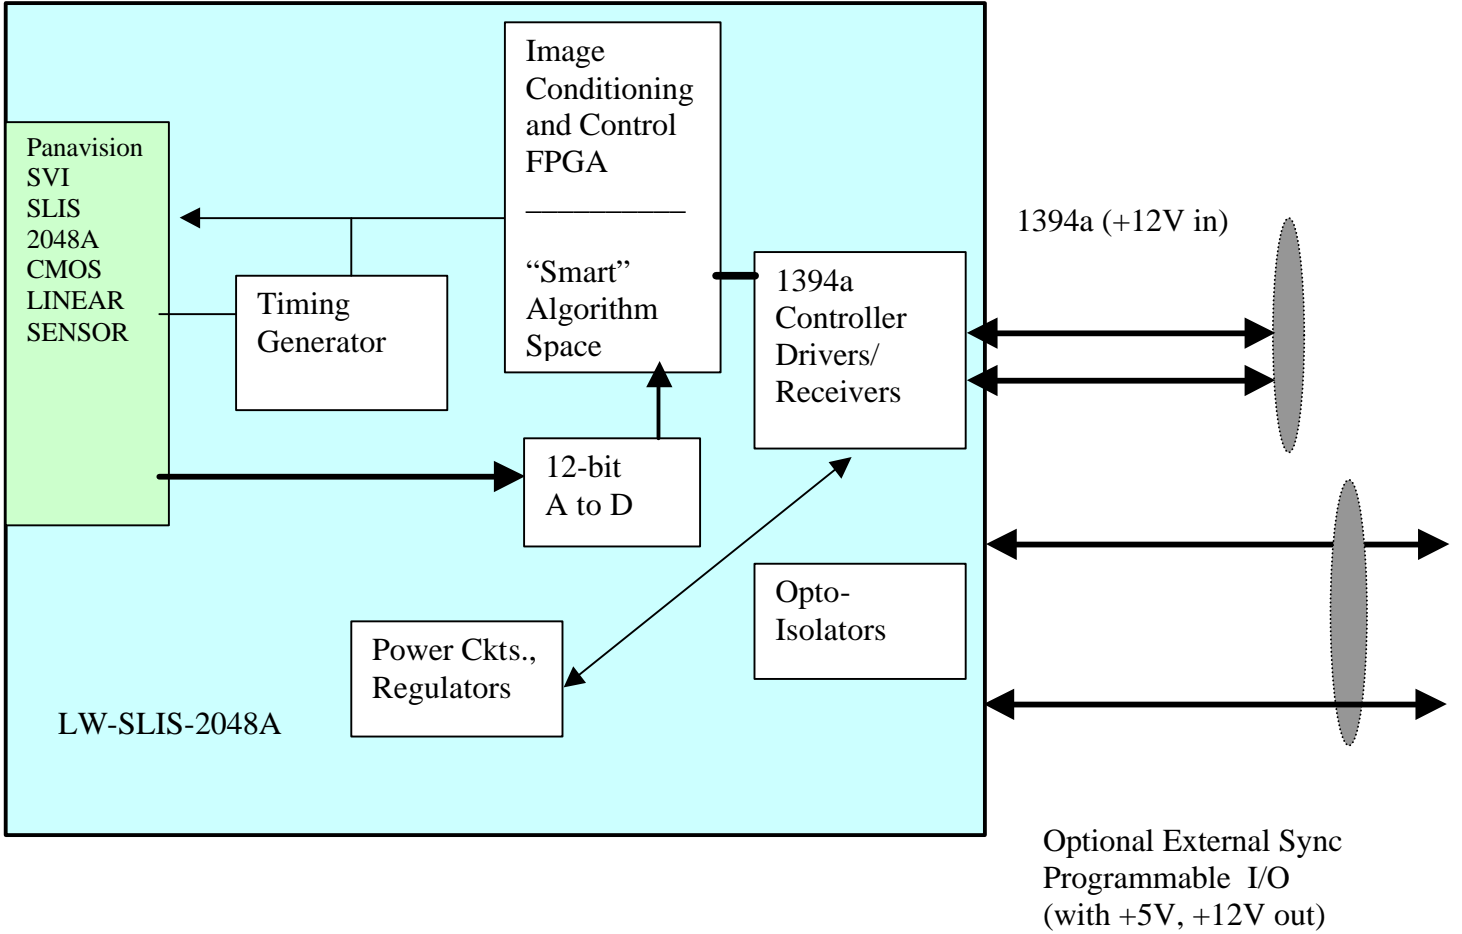 Image
Conditioning
and Control
FPGA
“Smart”
Algorithm
Space
Panavision
SVI
SLIS
2048A
CMOS
LINEAR
SENSOR
Timing
Generator
1394a
Controller
Drivers/
Receivers
1394a (+12V in)
12-bit
A to D
Opto-
Isolators
Power Ckts.,
Regulators
LW-SLIS-2048A
Optional External Sync
Programmable I/O
(with +5V, +12V out)